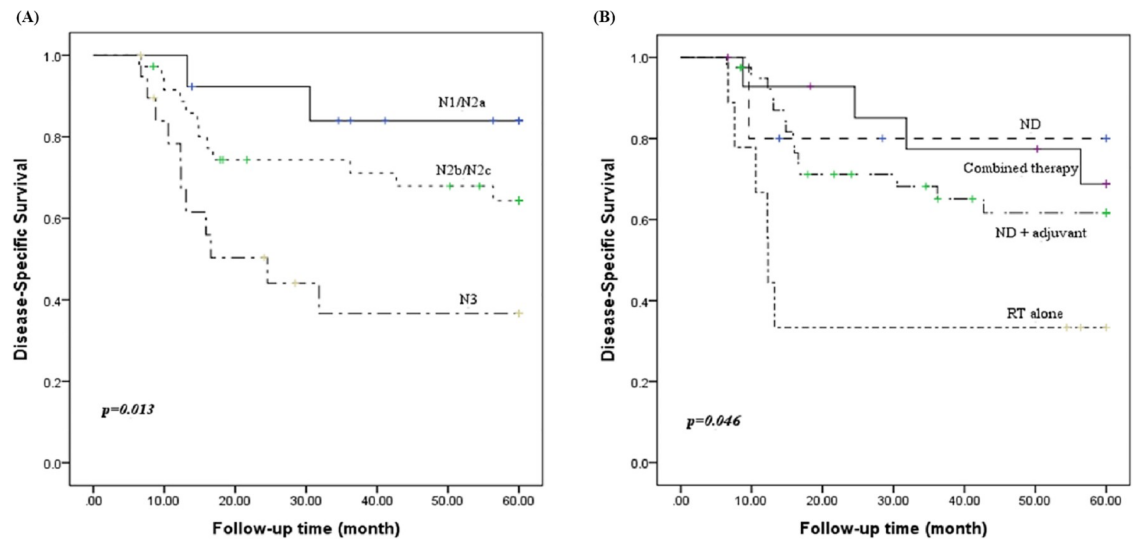 (A)
Disease-Specific Survival
1.0
0.8
0.6
0.4
0.2
0.0
N1/N2a
N2b/N2c
N3
p=0.013
.00 10.00 20.00 30.00 40.00 50.00 60.00
Follow-up time (month)
(B)
Disease-Specific Survival
1.0
0.8
0.6
0.4
0.2
0.0
ND
Combined therapy
ND + adjuvant
RT alone
p=0.046
.00 10.00 20.00 30.00 40.00 50.00 60.00
Follow-up time (month)